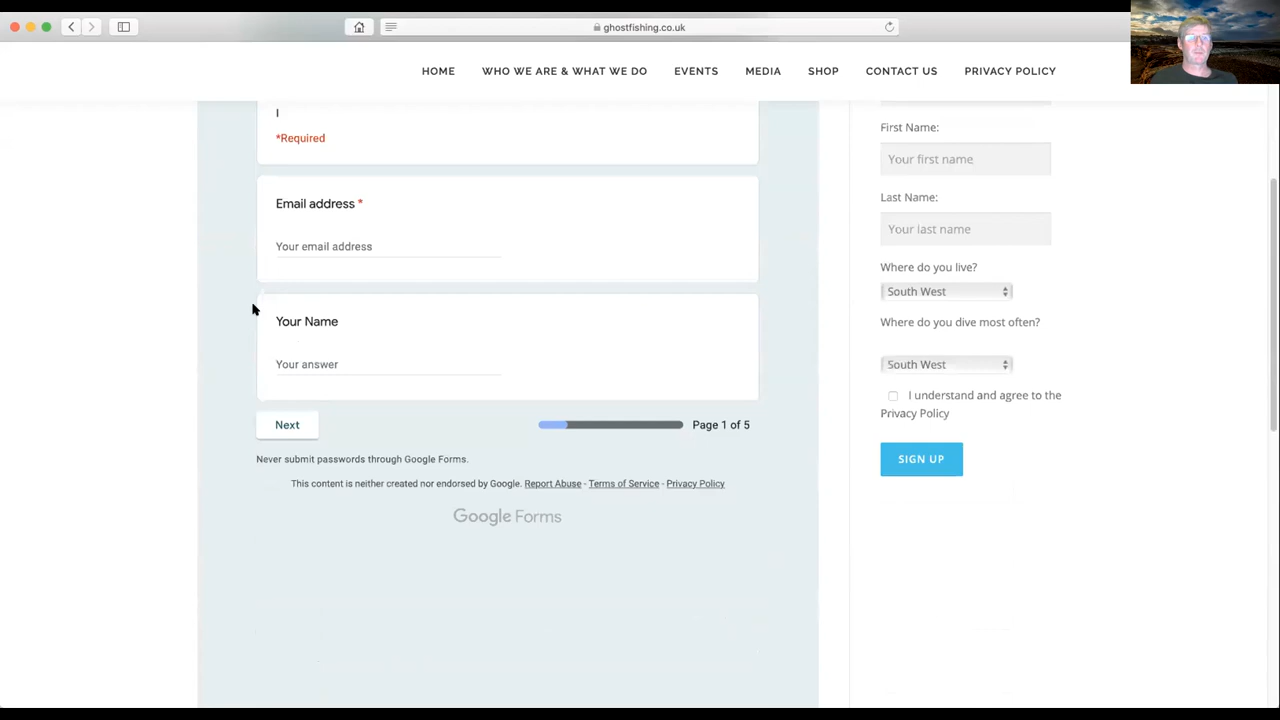 ghostfishing.co.uk
HOME WHO WE ARE & WHAT WE DO EVENTS MEDIA SHOP CONTACT US PRIVACY POLICY
I
*Required
Email address *
Your email address
Your Name
Your answer
Next
Page 1 of 5
Never submit passwords through Google Forms.
This content is neither created nor endorsed by Google. Report Abuse - Terms of Service - Privacy Policy
Google Forms
First Name:
Your first name
Last Name:
Your last name
Where do you live?
South West
Where do you dive most often?
South West
I understand and agree to the
Privacy Policy
SIGN UP